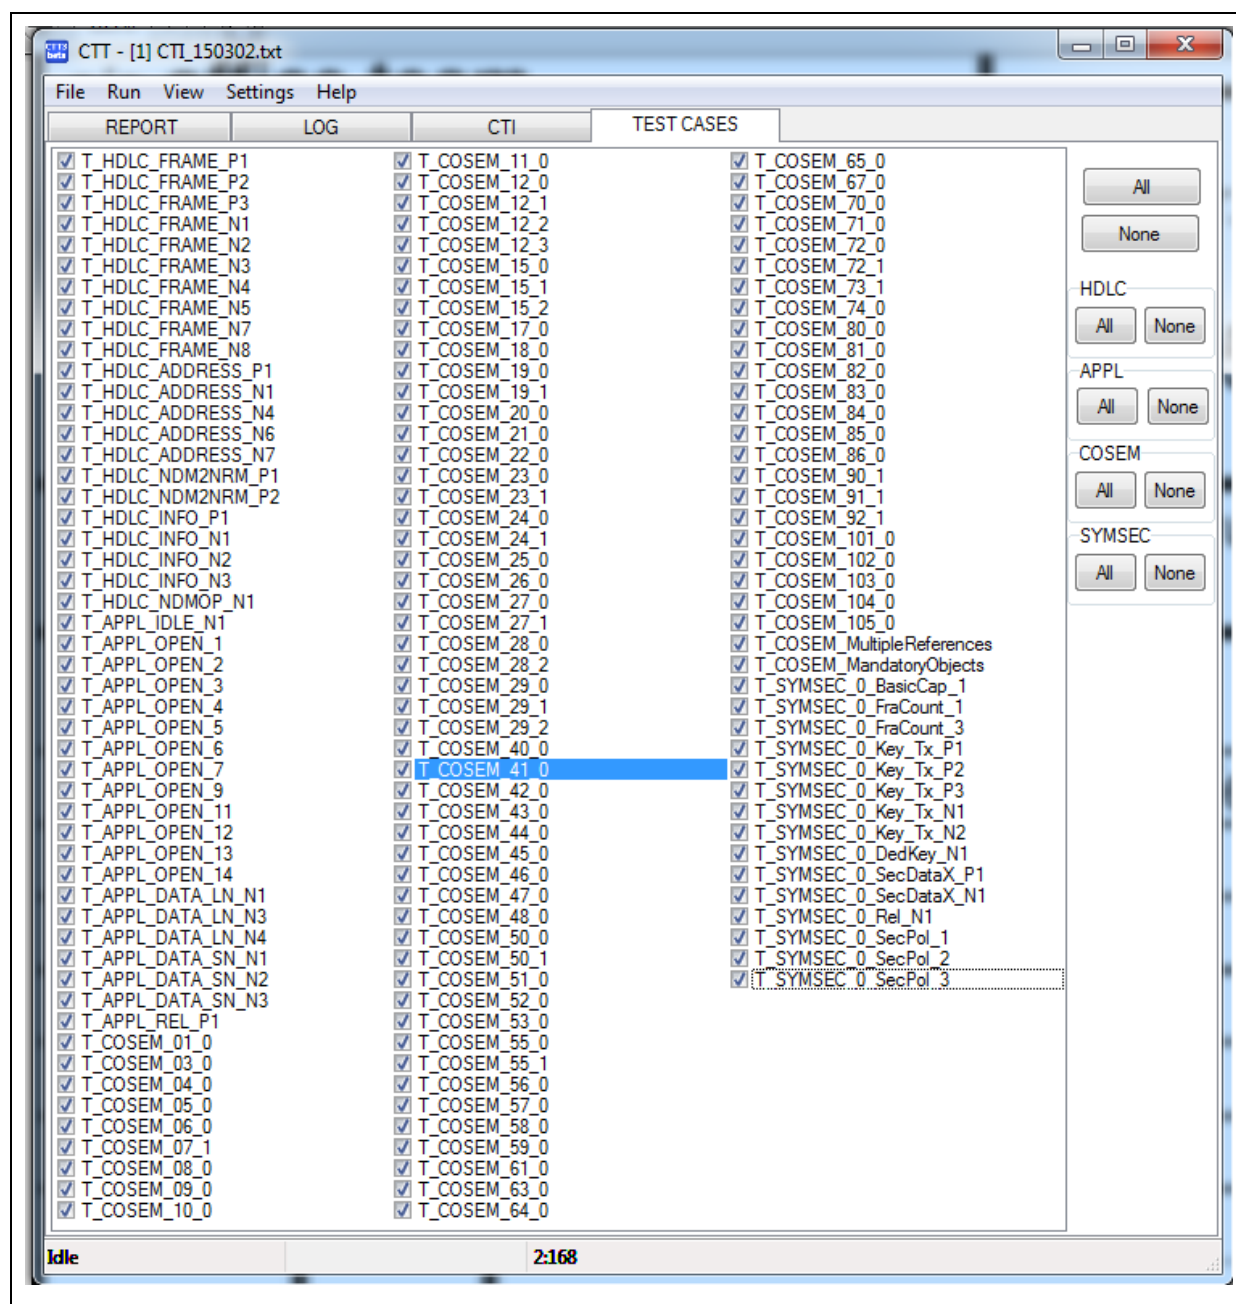 CTT - [1] CTI_150302.txt
File Run View Settings Help
REPORT LOG CTI TEST CASES
T_HDLC_FRAME_P1
T_HDLC_FRAME_P2
T_HDLC_FRAME_P3
T_HDLC_FRAME_N1
T_HDLC_FRAME_N2
T_HDLC_FRAME_N3
T_HDLC_FRAME_N4
T_HDLC_FRAME_N5
T_HDLC_FRAME_N7
T_HDLC_FRAME_N8
T_HDLC_ADDRESS_P1
T_HDLC_ADDRESS_N1
T_HDLC_ADDRESS_N4
T_HDLC_ADDRESS_N6
T_HDLC_ADDRESS_N7
T_HDLC_NDM2NRM_P1
T_HDLC_NDM2NRM_P2
T_HDLC_INFO_P1
T_HDLC_INFO_N1
T_HDLC_INFO_N2
T_HDLC_INFO_N3
T_HDLC_NDMOP_N1
T_APPL_IDLE_N1
T_APPL_OPEN_1
T_APPL_OPEN_2
T_APPL_OPEN_3
T_APPL_OPEN_4
T_APPL_OPEN_5
T_APPL_OPEN_6
T_APPL_OPEN_7
T_APPL_OPEN_9
T_APPL_OPEN_11
T_APPL_OPEN_12
T_APPL_OPEN_13
T_APPL_OPEN_14
T_APPL_DATA_LN_N1
T_APPL_DATA_LN_N3
T_APPL_DATA_LN_N4
T_APPL_DATA_SN_N1
T_APPL_DATA_SN_N2
T_APPL_DATA_SN_N3
T_APPL_REL_P1
T_COSEM_01_0
T_COSEM_03_0
T_COSEM_04_0
T_COSEM_05_0
T_COSEM_06_0
T_COSEM_07_1
T_COSEM_08_0
T_COSEM_09_0
T_COSEM_10_0
T_COSEM_11_0
T_COSEM_12_0
T_COSEM_12_1
T_COSEM_12_2
T_COSEM_12_3
T_COSEM_15_0
T_COSEM_15_1
T_COSEM_15_2
T_COSEM_17_0
T_COSEM_18_0
T_COSEM_19_0
T_COSEM_19_1
T_COSEM_20_0
T_COSEM_21_0
T_COSEM_22_0
T_COSEM_23_0
T_COSEM_23_1
T_COSEM_24_0
T_COSEM_24_1
T_COSEM_25_0
T_COSEM_26_0
T_COSEM_27_0
T_COSEM_27_1
T_COSEM_28_0
T_COSEM_28_2
T_COSEM_29_0
T_COSEM_29_1
T_COSEM_29_2
T_COSEM_40_0
T_COSEM_41_0
T_COSEM_42_0
T_COSEM_43_0
T_COSEM_44_0
T_COSEM_45_0
T_COSEM_46_0
T_COSEM_47_0
T_COSEM_48_0
T_COSEM_50_0
T_COSEM_50_1
T_COSEM_51_0
T_COSEM_52_0
T_COSEM_53_0
T_COSEM_55_0
T_COSEM_55_1
T_COSEM_56_0
T_COSEM_57_0
T_COSEM_58_0
T_COSEM_59_0
T_COSEM_61_0
T_COSEM_63_0
T_COSEM_64_0
T_COSEM_65_0
T_COSEM_67_0
T_COSEM_70_0
T_COSEM_71_0
T_COSEM_72_0
T_COSEM_72_1
T_COSEM_73_1
T_COSEM_74_0
T_COSEM_80_0
T_COSEM_81_0
T_COSEM_82_0
T_COSEM_83_0
T_COSEM_84_0
T_COSEM_85_0
T_COSEM_86_0
T_COSEM_90_1
T_COSEM_91_1
T_COSEM_92_1
T_COSEM_101_0
T_COSEM_102_0
T_COSEM_103_0
T_COSEM_104_0
T_COSEM_105_0
T_COSEM_MultipleReferences
T_COSEM_MandatoryObjects
T_SYMSEC_0_BasicCap_1
T_SYMSEC_0_FraCount_1
T_SYMSEC_0_FraCount_3
T_SYMSEC_0_Key_Tx_P1
T_SYMSEC_0_Key_Tx_P2
T_SYMSEC_0_Key_Tx_P3
T_SYMSEC_0_Key_Tx_N1
T_SYMSEC_0_Key_Tx_N2
T_SYMSEC_0_DedKey_N1
T_SYMSEC_0_SecDataX_P1
T_SYMSEC_0_SecDataX_N1
T_SYMSEC_0_Rel_N1
T_SYMSEC_0_SecPol_1
T_SYMSEC_0_SecPol_2
T_SYMSEC_0_SecPol_3
All
None
HDLC
All None
APPL
All None
COSEM
All None
SYMSEC
All None
Idle 2:168